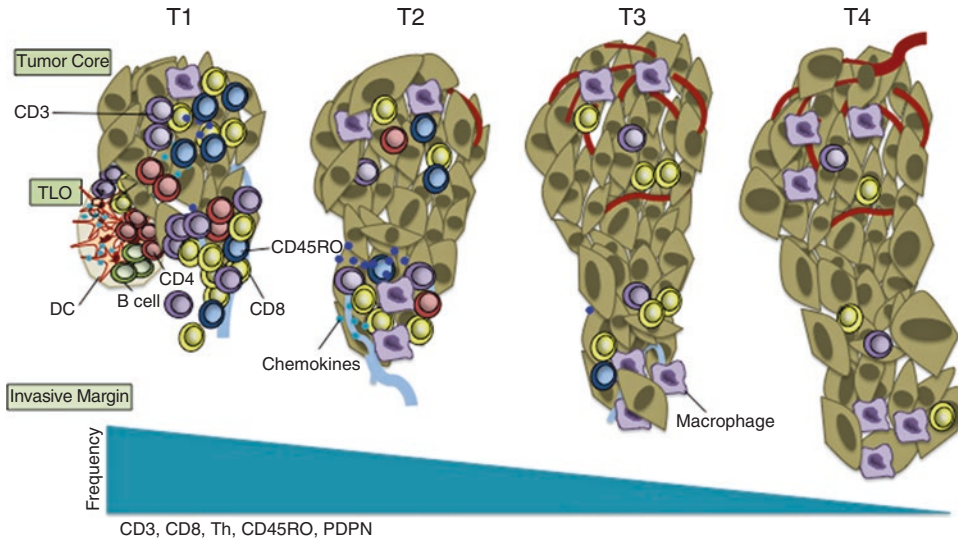 T1
T2
T3
T4
Tumor Core
CD3
TLO
CD45RO
CD4
DC
B cell
CD8
Chemokines
Invasive Margin
Macrophage
Frequency
CD3, CD8, Th, CD45RO, PDPN